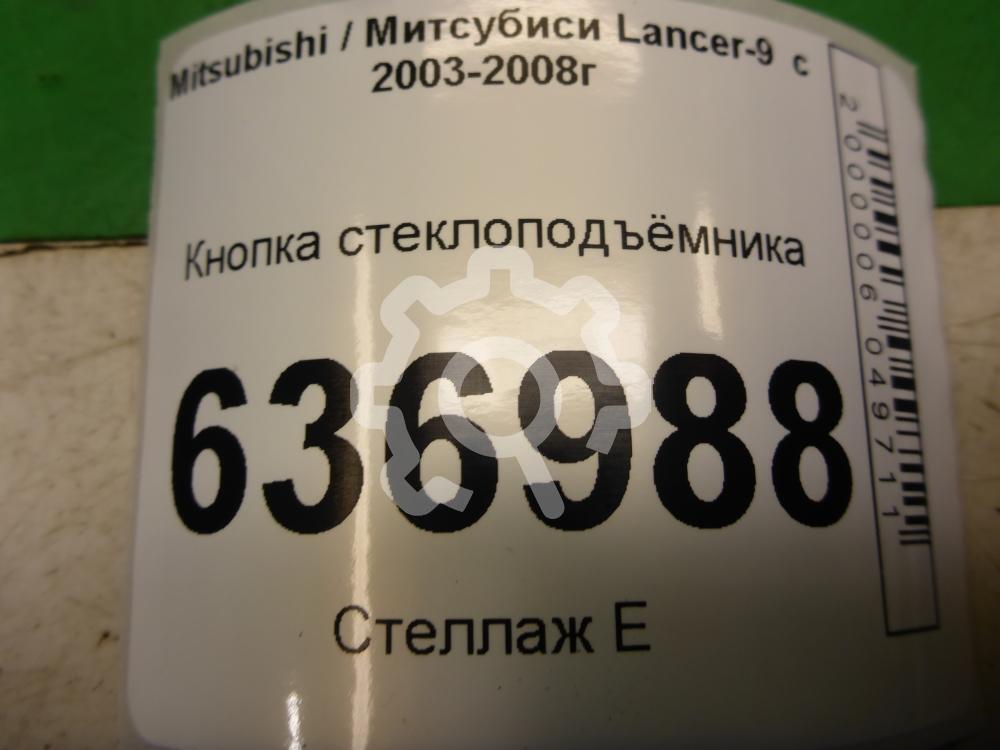 Mitsubishi / Митсубиси Lancer-9 с
2003-2008г
Кнопка стеклоподъёмника
636988
Стеллаж Е
2000006049711